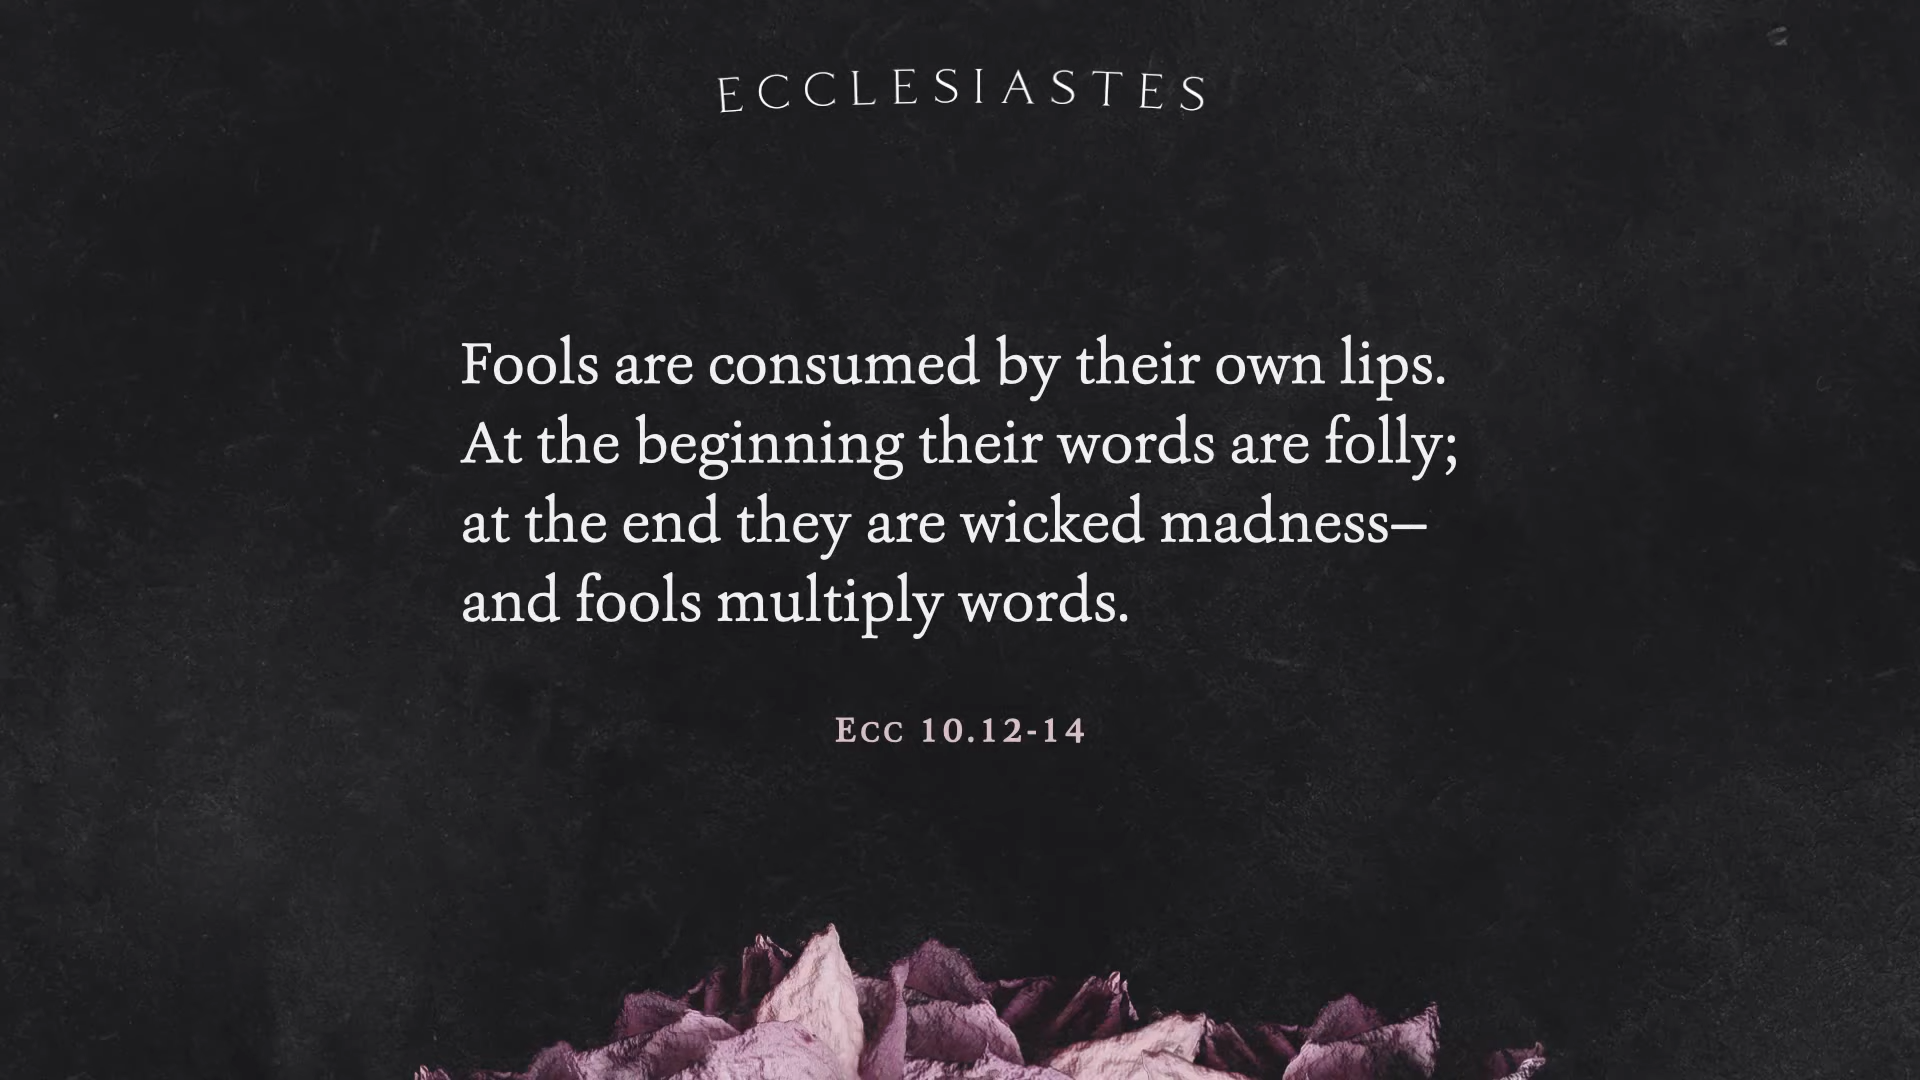 ECCLESIASTES
Fools are consumed by their own lips.
At the beginning their words are folly;
at the end they are wicked madness—
and fools multiply words.
Ecc 10.12-14